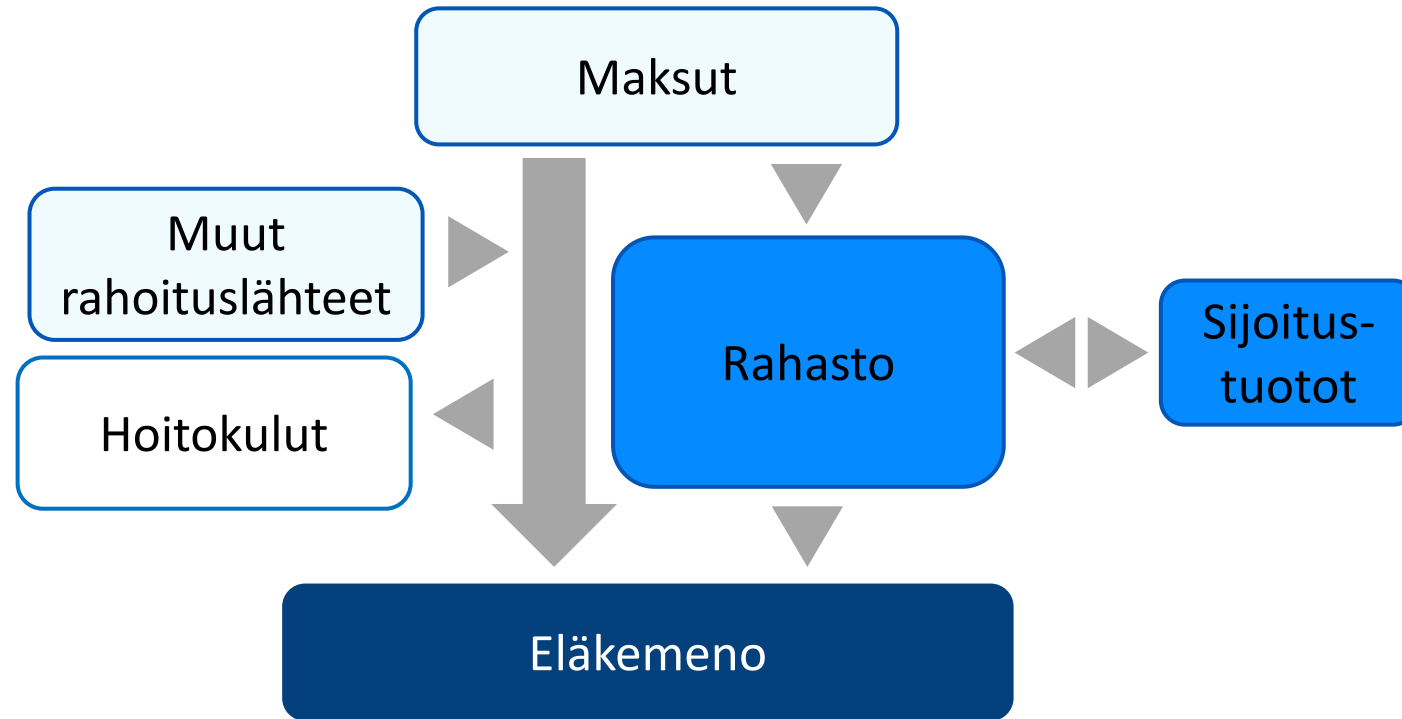 Maksut
Muut
rahoituslähteet
Hoitokulut
Rahasto
Sijoitus-
tuotot
Eläkemeno